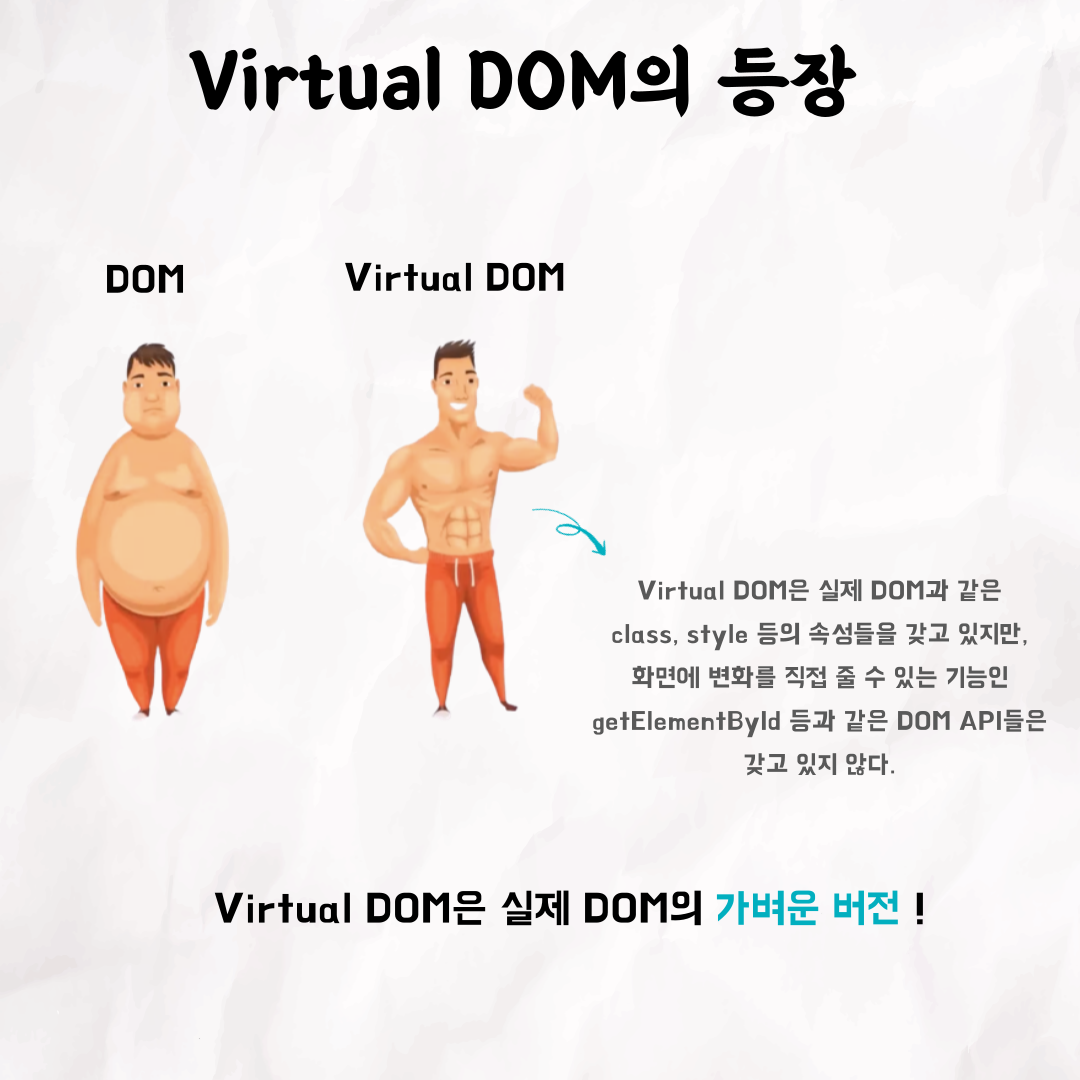 Virtual DOM의 등장
DOM
Virtual DOM
Virtual DOM은 실제 DOM과 같은
class, style 등의 속성들을 갖고 있지만,
화면에 변화를 직접 줄 수 있는 기능인
getElementById 등과 같은 DOM API들은
갖고 있지 않다.
Virtual DOM은 실제 DOM의 가벼운 버전 !